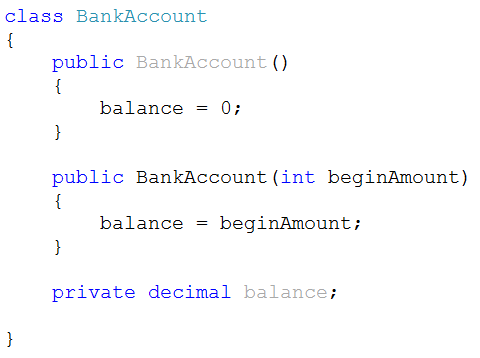 class BankAccount
{
    public BankAccount()
    {
        balance = 0;
    }

    public BankAccount(int beginAmount)
    {
        balance = beginAmount;
    }

    private decimal balance;

}